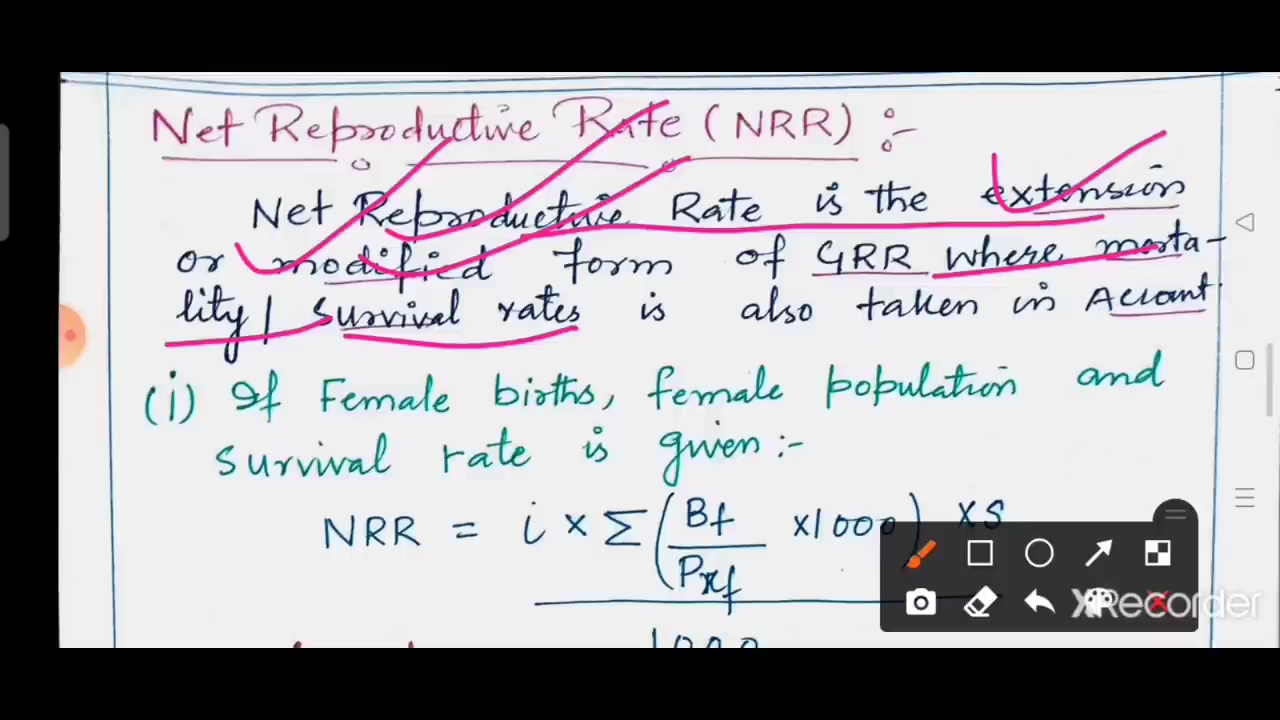 Net Reproductive Rate (NRR) :-
Net Reproductive Rate is the extension
or modified form of GRR where morta-
lity / Survival rates is also taken in Account.
(i) If Female births, female population and
Survival rate is given :-
NRR = i × Σ (Bf / Pxf ×1000) ×S
1000
XRecorder